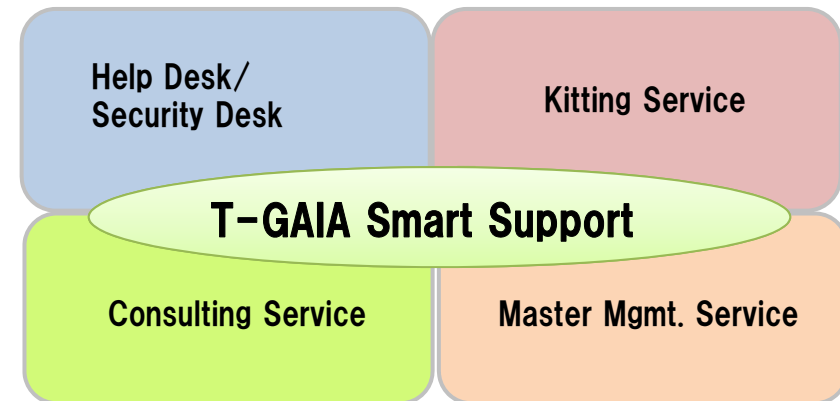 Help Desk/
Security Desk
Kitting Service
T-GAIA Smart Support
Consulting Service
Master Mgmt. Service